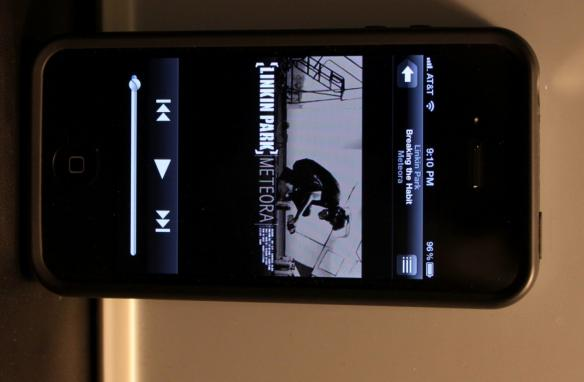 AT&T 9:10 PM 96%
Linkin Park
Breaking the Habit
Meteora
[LINKIN PARK] METEORA